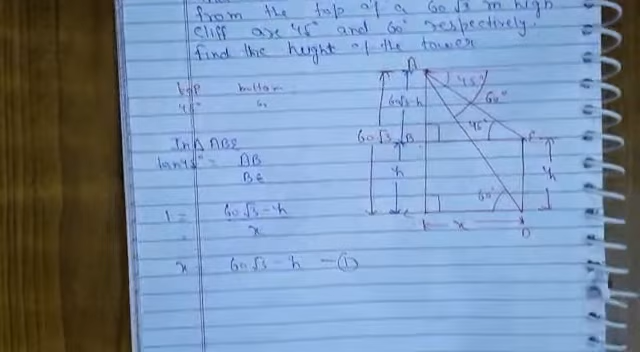 from the top of a 60√3 m high
cliff are 45° and 60° respectively.
Find the height of the tower
top bottom
45° 60
In Δ ABE
tan45° = AB
BE
1 = 60√3 - h
x
x 60√3 - h - ①
A
45°
60°
60√3-h
45°
60√3
B
E
h
h
60°
x
D